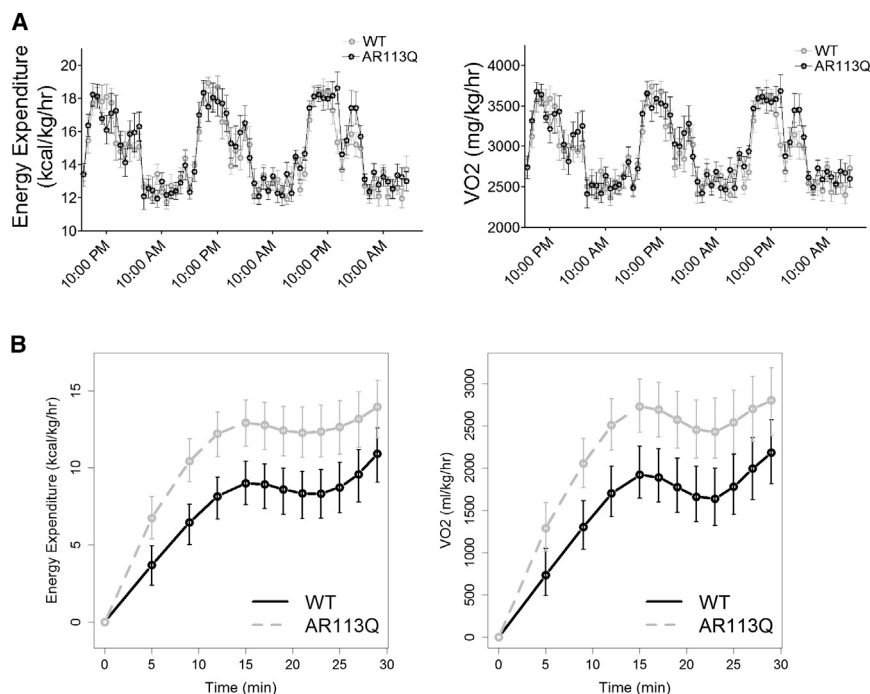 A
WT
AR113Q
Energy Expenditure
(kcal/kg/hr)
20
18
16
14
12
10
10:00 PM
10:00 AM
10:00 PM
10:00 AM
10:00 PM
10:00 AM
WT
AR113Q
VO2 (mg/kg/hr)
4000
3500
3000
2500
2000
10:00 PM
10:00 AM
10:00 PM
10:00 AM
10:00 PM
10:00 AM
B
Energy Expenditure (kcal/kg/hr)
15
10
5
0
WT
AR113Q
0 5 10 15 20 25 30
Time (min)
VO2 (ml/kg/hr)
3000
2500
2000
1500
1000
500
0
WT
AR113Q
0 5 10 15 20 25 30
Time (min)